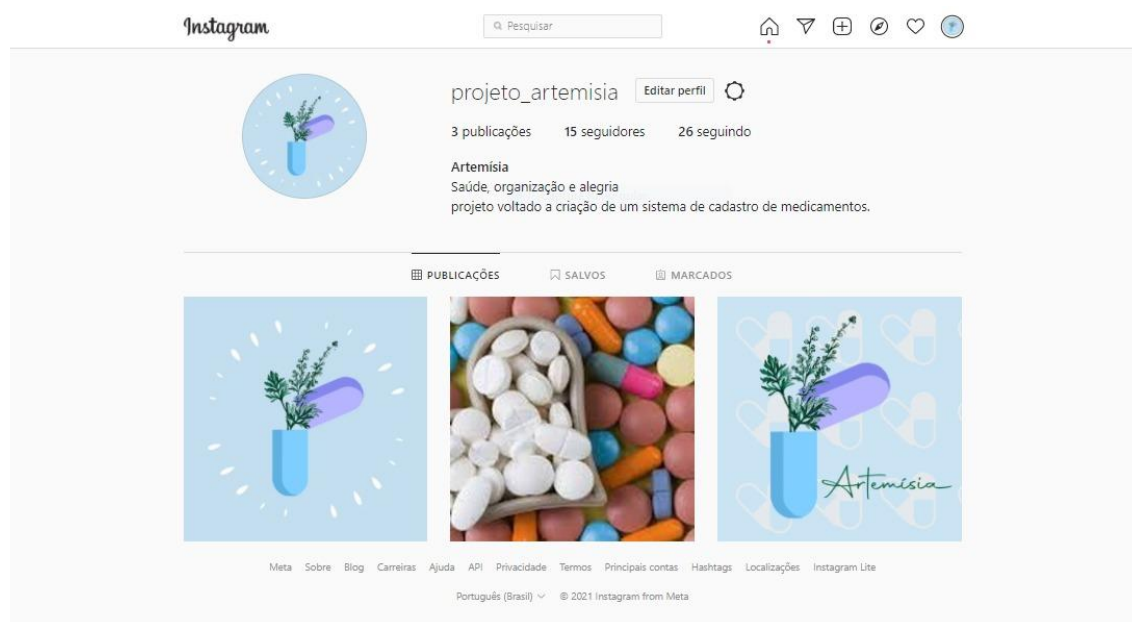 Instagram
Pesquisar
projeto_artemisia Editar perfil
3 publicações 15 seguidores 26 seguindo
Artemísia
Saúde, organização e alegria
projeto voltado a criação de um sistema de cadastro de medicamentos.
PUBLICAÇÕES SALVOS MARCADOS
Artemísia
Meta Sobre Blog Carreiras Ajuda API Privacidade Termos Principais contas Hashtags Localizações Instagram Lite
Português (Brasil) © 2021 Instagram from Meta